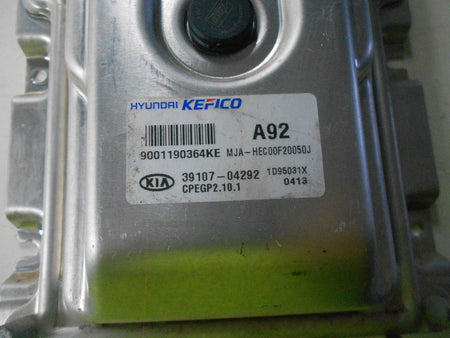 HYUNDAI KEFICO
A92
9001190364KE MJA-HEC00F20050J
KIA 39107-04292 1D95031X
CPEGP2.10.1 0413